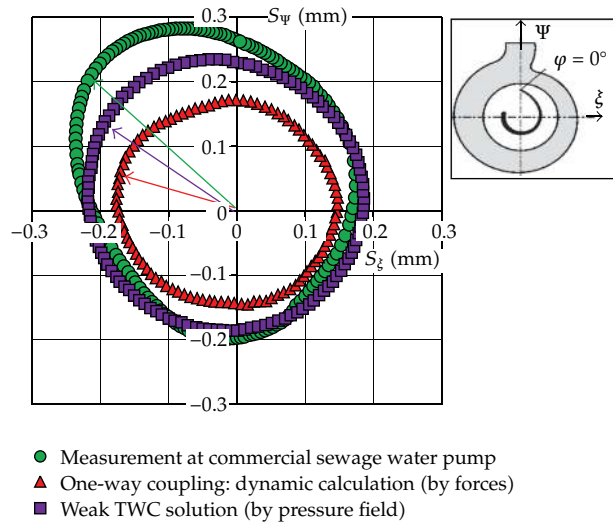 0.3
S_Ψ (mm)
0.2
0.1
0
−0.3
−0.2
−0.1
0
0.1
0.2
0.3
S_ξ (mm)
−0.1
−0.2
−0.3
Ψ
φ = 0°
ξ
Measurement at commercial sewage water pump
One-way coupling: dynamic calculation (by forces)
Weak TWC solution (by pressure field)